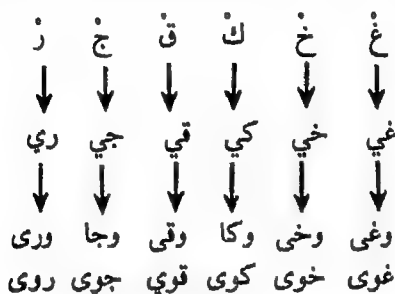 غْ خْ كْ قْ جْ رْ
غي خي كي قي جي ري
وغى وخى وكا وقى وجا ورى
غوى خوى كوى قوي جوى روى